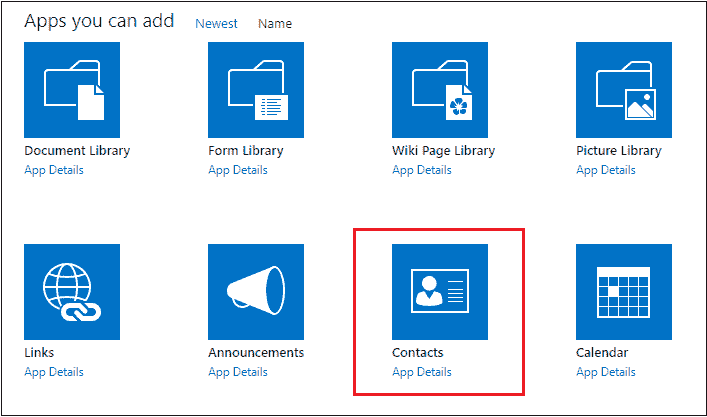 Apps you can add Newest Name
Document Library Form Library Wiki Page Library Picture Library
App Details App Details App Details App Details
Links Announcements Contacts Calendar
App Details App Details App Details App Details